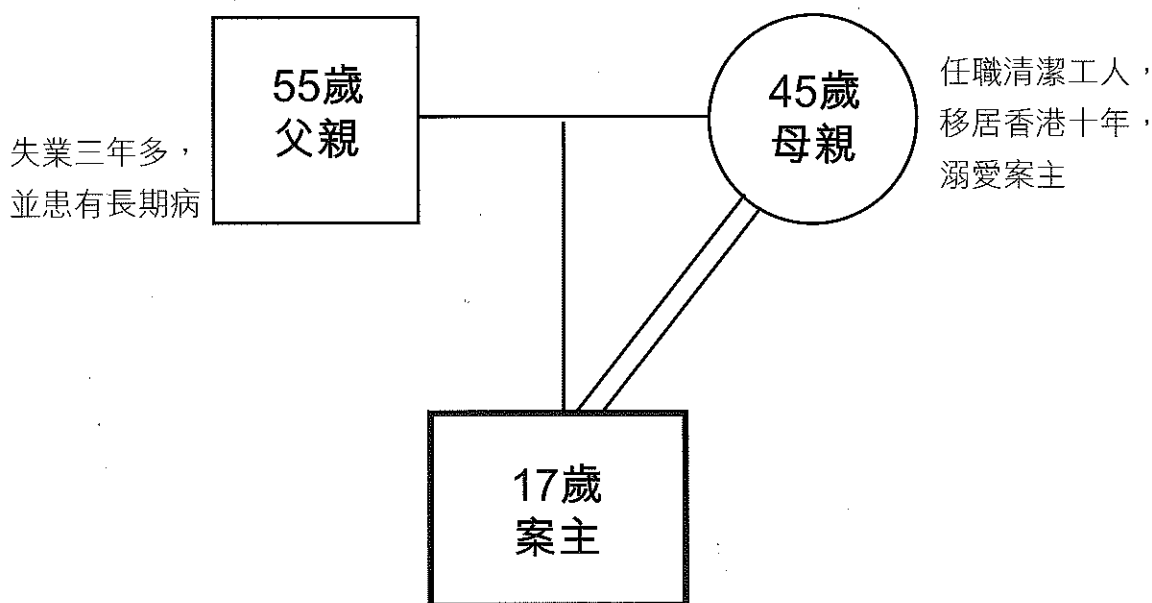 55歲
父親
失業三年多，
並患有長期病
45歲
母親
任職清潔工人，
移居香港十年，
溺愛案主
17歲
案主